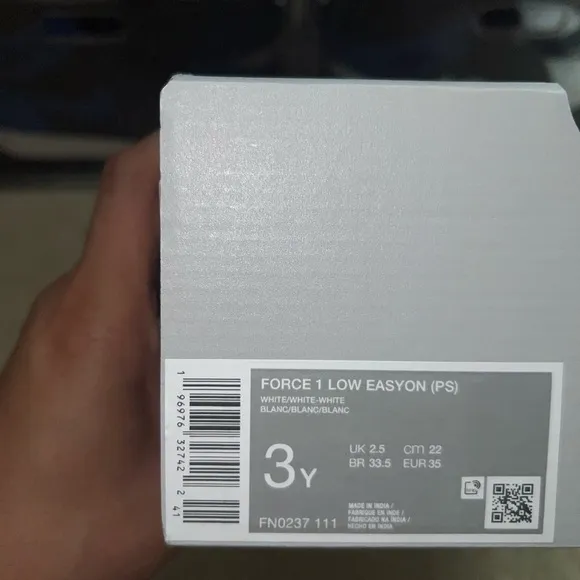 FORCE 1 LOW EASYON (PS)
WHITE/WHITE-WHITE
BLANC/BLANC/BLANC
3Y
UK 2.5 cm 22
BR 33.5 EUR 35
FN0237 111
MADE IN INDIA /
FABRIQUÉ EN INDE /
FABRICADO NA ÍNDIA /
HECHO EN INDIA
1 96976 32742 2 41